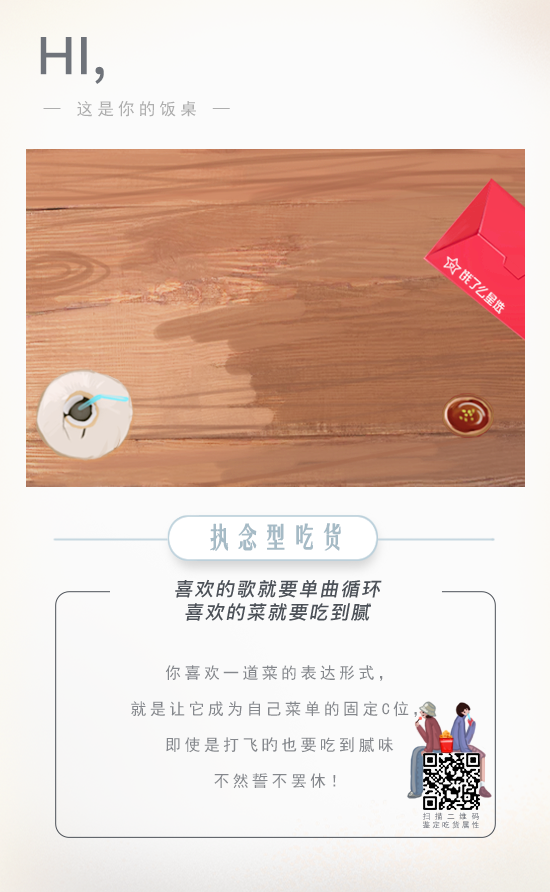 HI,
— 这是你的饭桌 —
饿了么星选
执念型吃货
喜欢的歌就要单曲循环
喜欢的菜就要吃到腻
你喜欢一道菜的表达形式，
就是让它成为自己菜单的固定C位，
即使是打飞的也要吃到腻味
不然誓不罢休！
扫描二维码
鉴定吃货属性